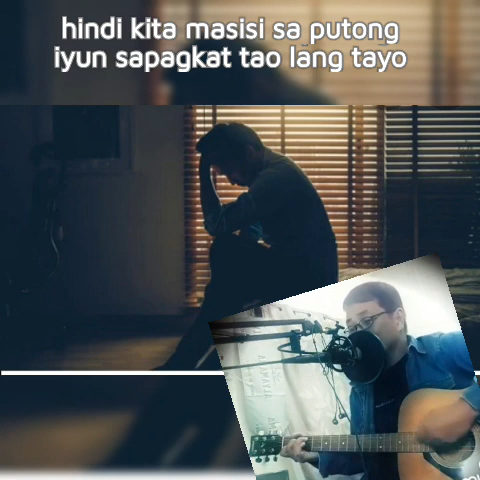 hindi kita masisi sa putong
iyun sapagkat tao lang tayo